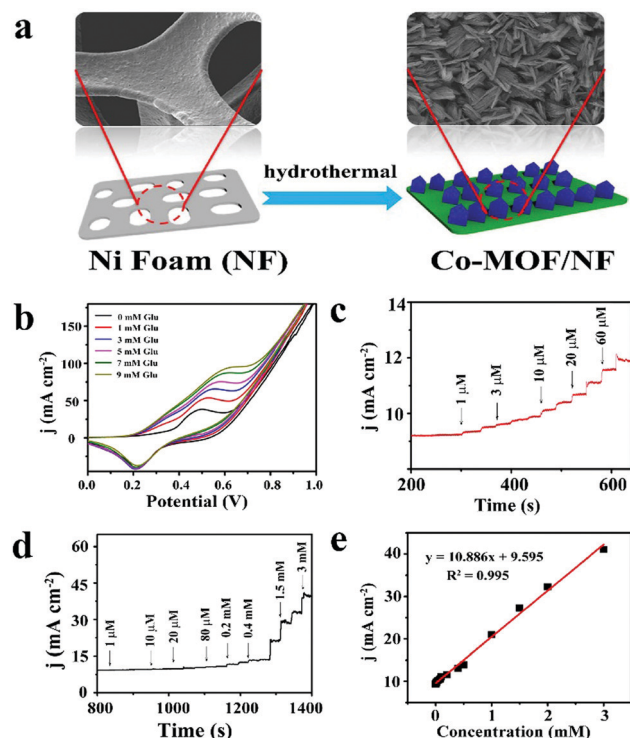 a
hydrothermal
Ni Foam (NF)
Co-MOF/NF
b
j (mA cm⁻²)
150
100
50
0
0.0
0.2
0.4
0.6
0.8
1.0
Potential (V)
0 mM Glu
1 mM Glu
3 mM Glu
5 mM Glu
7 mM Glu
9 mM Glu
c
j (mA cm⁻²)
14
12
10
8
200
400
600
Time (s)
1 μM
3 μM
10 μM
20 μM
60 μM
d
j (mA cm⁻²)
60
45
30
15
0
800
1000
1200
1400
Time (s)
1 μM
10 μM
20 μM
80 μM
0.2 mM
0.4 mM
1.5 mM
3 mM
e
j (mA cm⁻²)
40
30
20
10
0
1
2
3
Concentration (mM)
y = 10.886x + 9.595
R² = 0.995